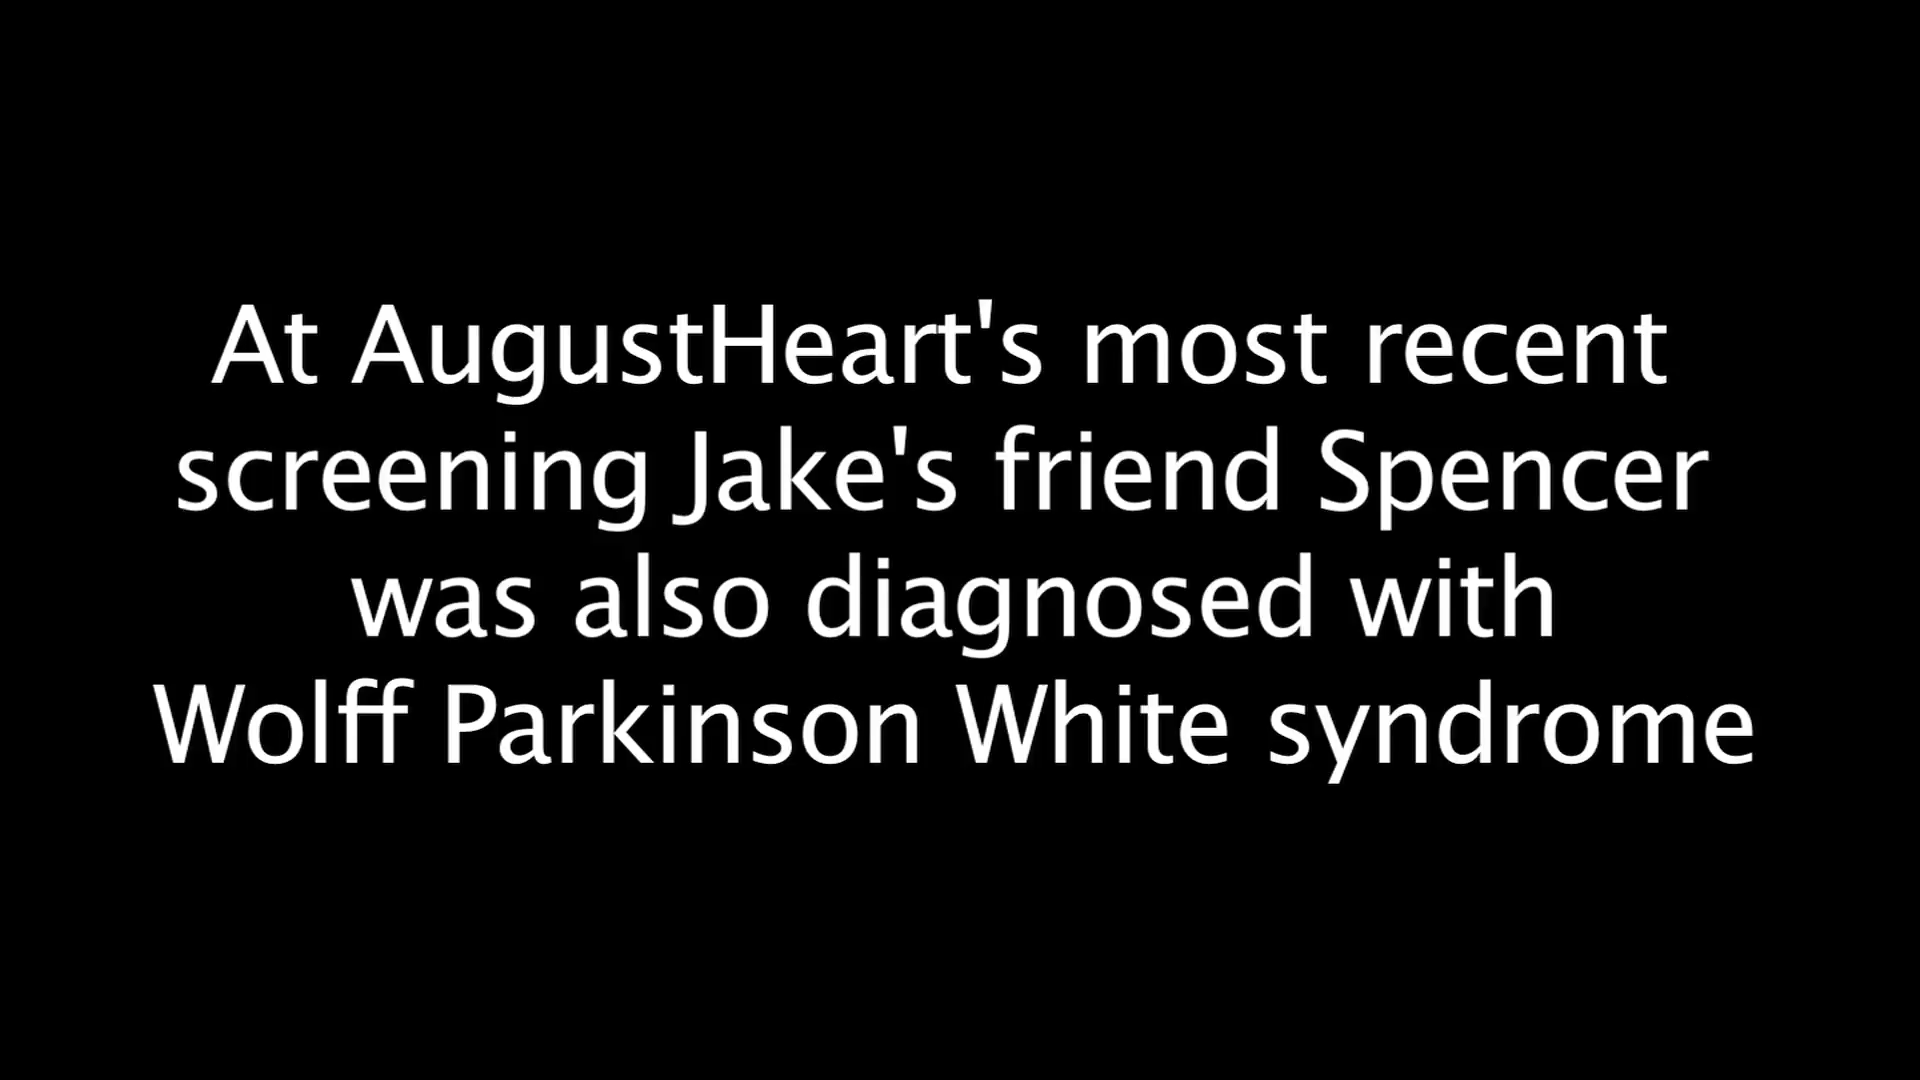 At AugustHeart's most recent
screening Jake's friend Spencer
was also diagnosed with
Wolff Parkinson White syndrome